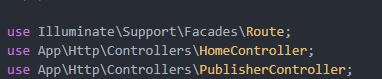 use Illuminate\Support\Facades\Route;
use App\Http\Controllers\HomeController;
use App\Http\Controllers\PublisherController;